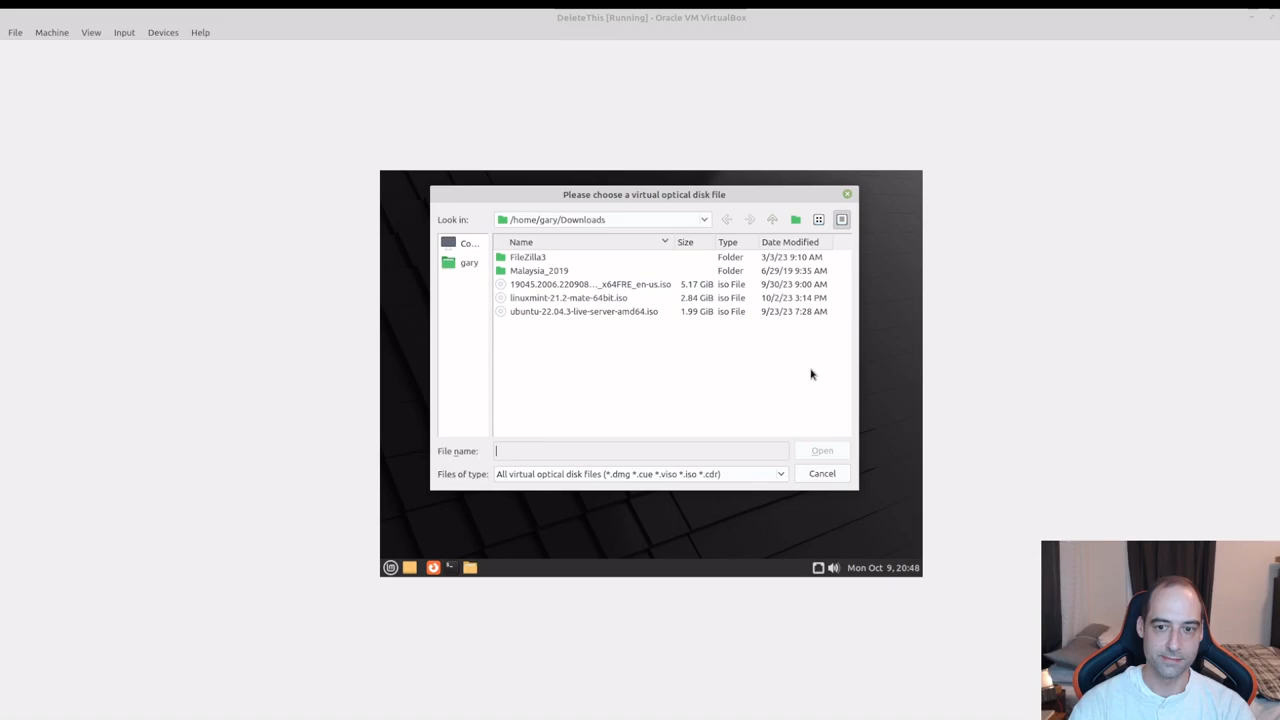 DeleteThis [Running] - Oracle VM VirtualBox
File Machine View Input Devices Help
Please choose a virtual optical disk file
Look in: /home/gary/Downloads
Name Size Type Date Modified
Co...
gary
FileZilla3 Folder 3/3/23 9:10 AM
Malaysia_2019 Folder 6/29/19 9:35 AM
19045.2006.220908..._x64FRE_en-us.iso 5.17 GiB iso File 9/30/23 9:00 AM
linuxmint-21.2-mate-64bit.iso 2.84 GiB iso File 10/2/23 3:14 PM
ubuntu-22.04.3-live-server-amd64.iso 1.99 GiB iso File 9/23/23 7:28 AM
File name: Open
Files of type: All virtual optical disk files (*.dmg *.cue *.viso *.iso *.cdr) Cancel
Mon Oct 9, 20:48